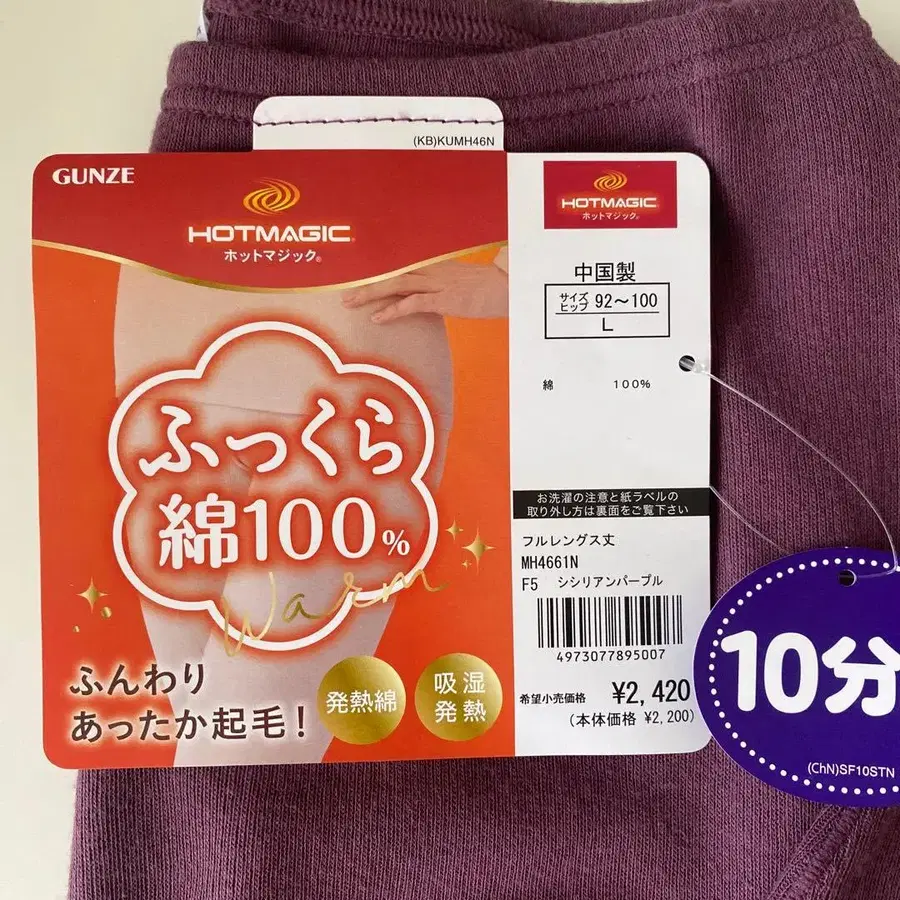 (KB)KUMH46N
GUNZE
HOTMAGIC®
ホットマジック®
ふっくら
綿100%
Warm
ふんわり
あったか起毛!
発熱綿
吸湿
発熱
HOTMAGIC
ホットマジック®
中国製
サイズ
ヒップ 92～100
L
綿 100%
お洗濯の注意と紙ラベルの
取り外し方は裏面をご覧下さい
フルレングス丈
MH4661N
F5 シシリアンパープル
4973077895007
希望小売価格 ¥2,420
(本体価格 ¥2,200)
10分
(ChN)SF10STN